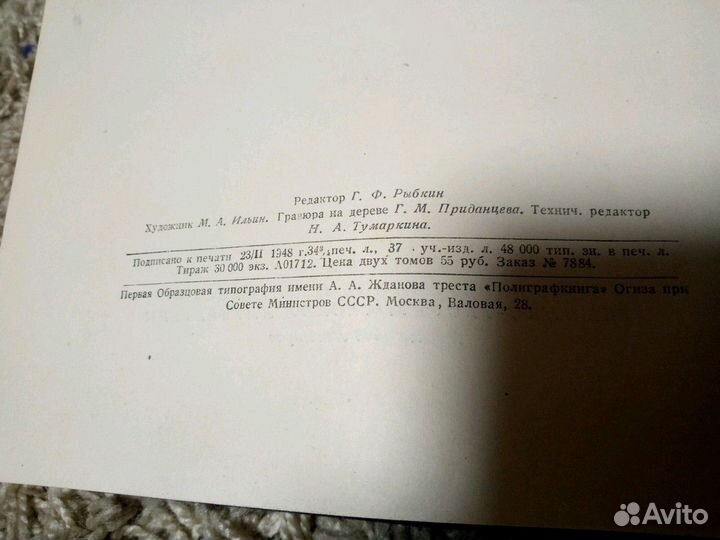 Редактор Г. Ф. Рыбкин
Художник М. А. Ильин. Гравюра на дереве Г. М. Приданцева. Технич. редактор
Н. А. Тумаркина.
Подписано к печати 23/II 1948 г. 34³/₄ печ. л., 37 уч.-изд. л. 48 000 тип. зн. в печ. л.
Тираж 30 000 экз. А01712. Цена двух томов 55 руб. Заказ № 7884.
Первая Образцовая типография имени А. А. Жданова треста «Полиграфкнига» Огиза при
Совете Министров СССР. Москва, Валовая, 28.
Avito